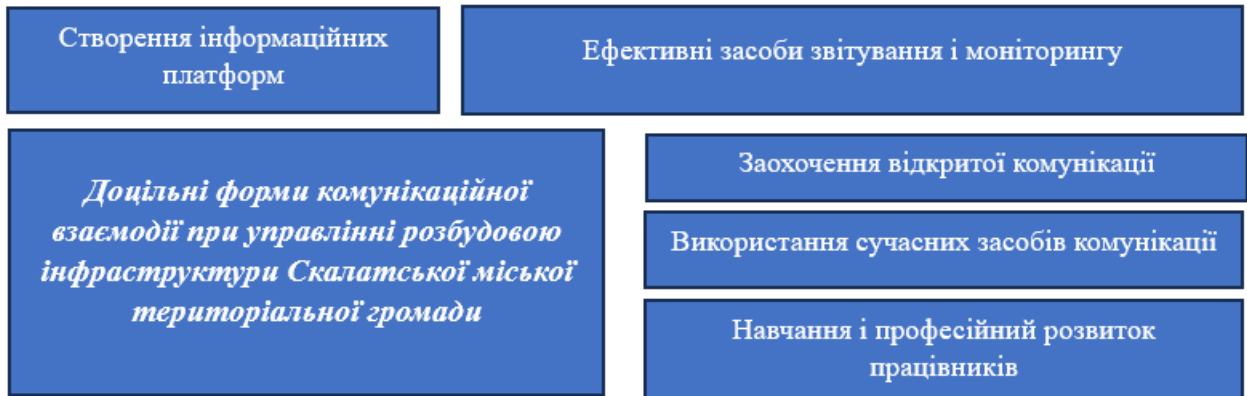 Створення інформаційних
платформ
Ефективні засоби звітування і моніторингу
Доцільні форми комунікаційної
взаємодії при управлінні розбудовою
інфраструктури Скалатської міської
територіальної громади
Заохочення відкритої комунікації
Використання сучасних засобів комунікації
Навчання і професійний розвиток
працівників